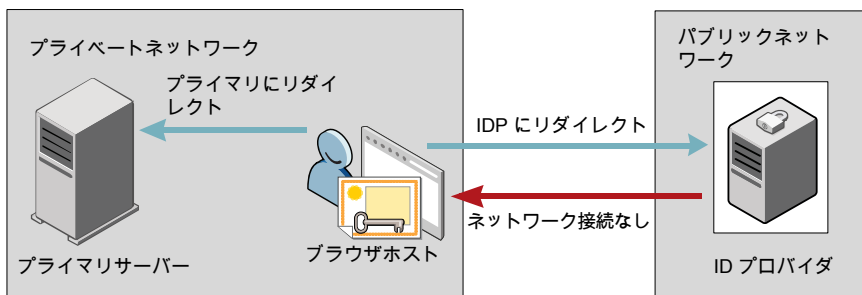 プライベートネットワーク
プライマリにリダイ
レクト
プライマリサーバー
ブラウザホスト
IDP にリダイレクト
ネットワーク接続なし
パブリックネット
ワーク
ID プロバイダ